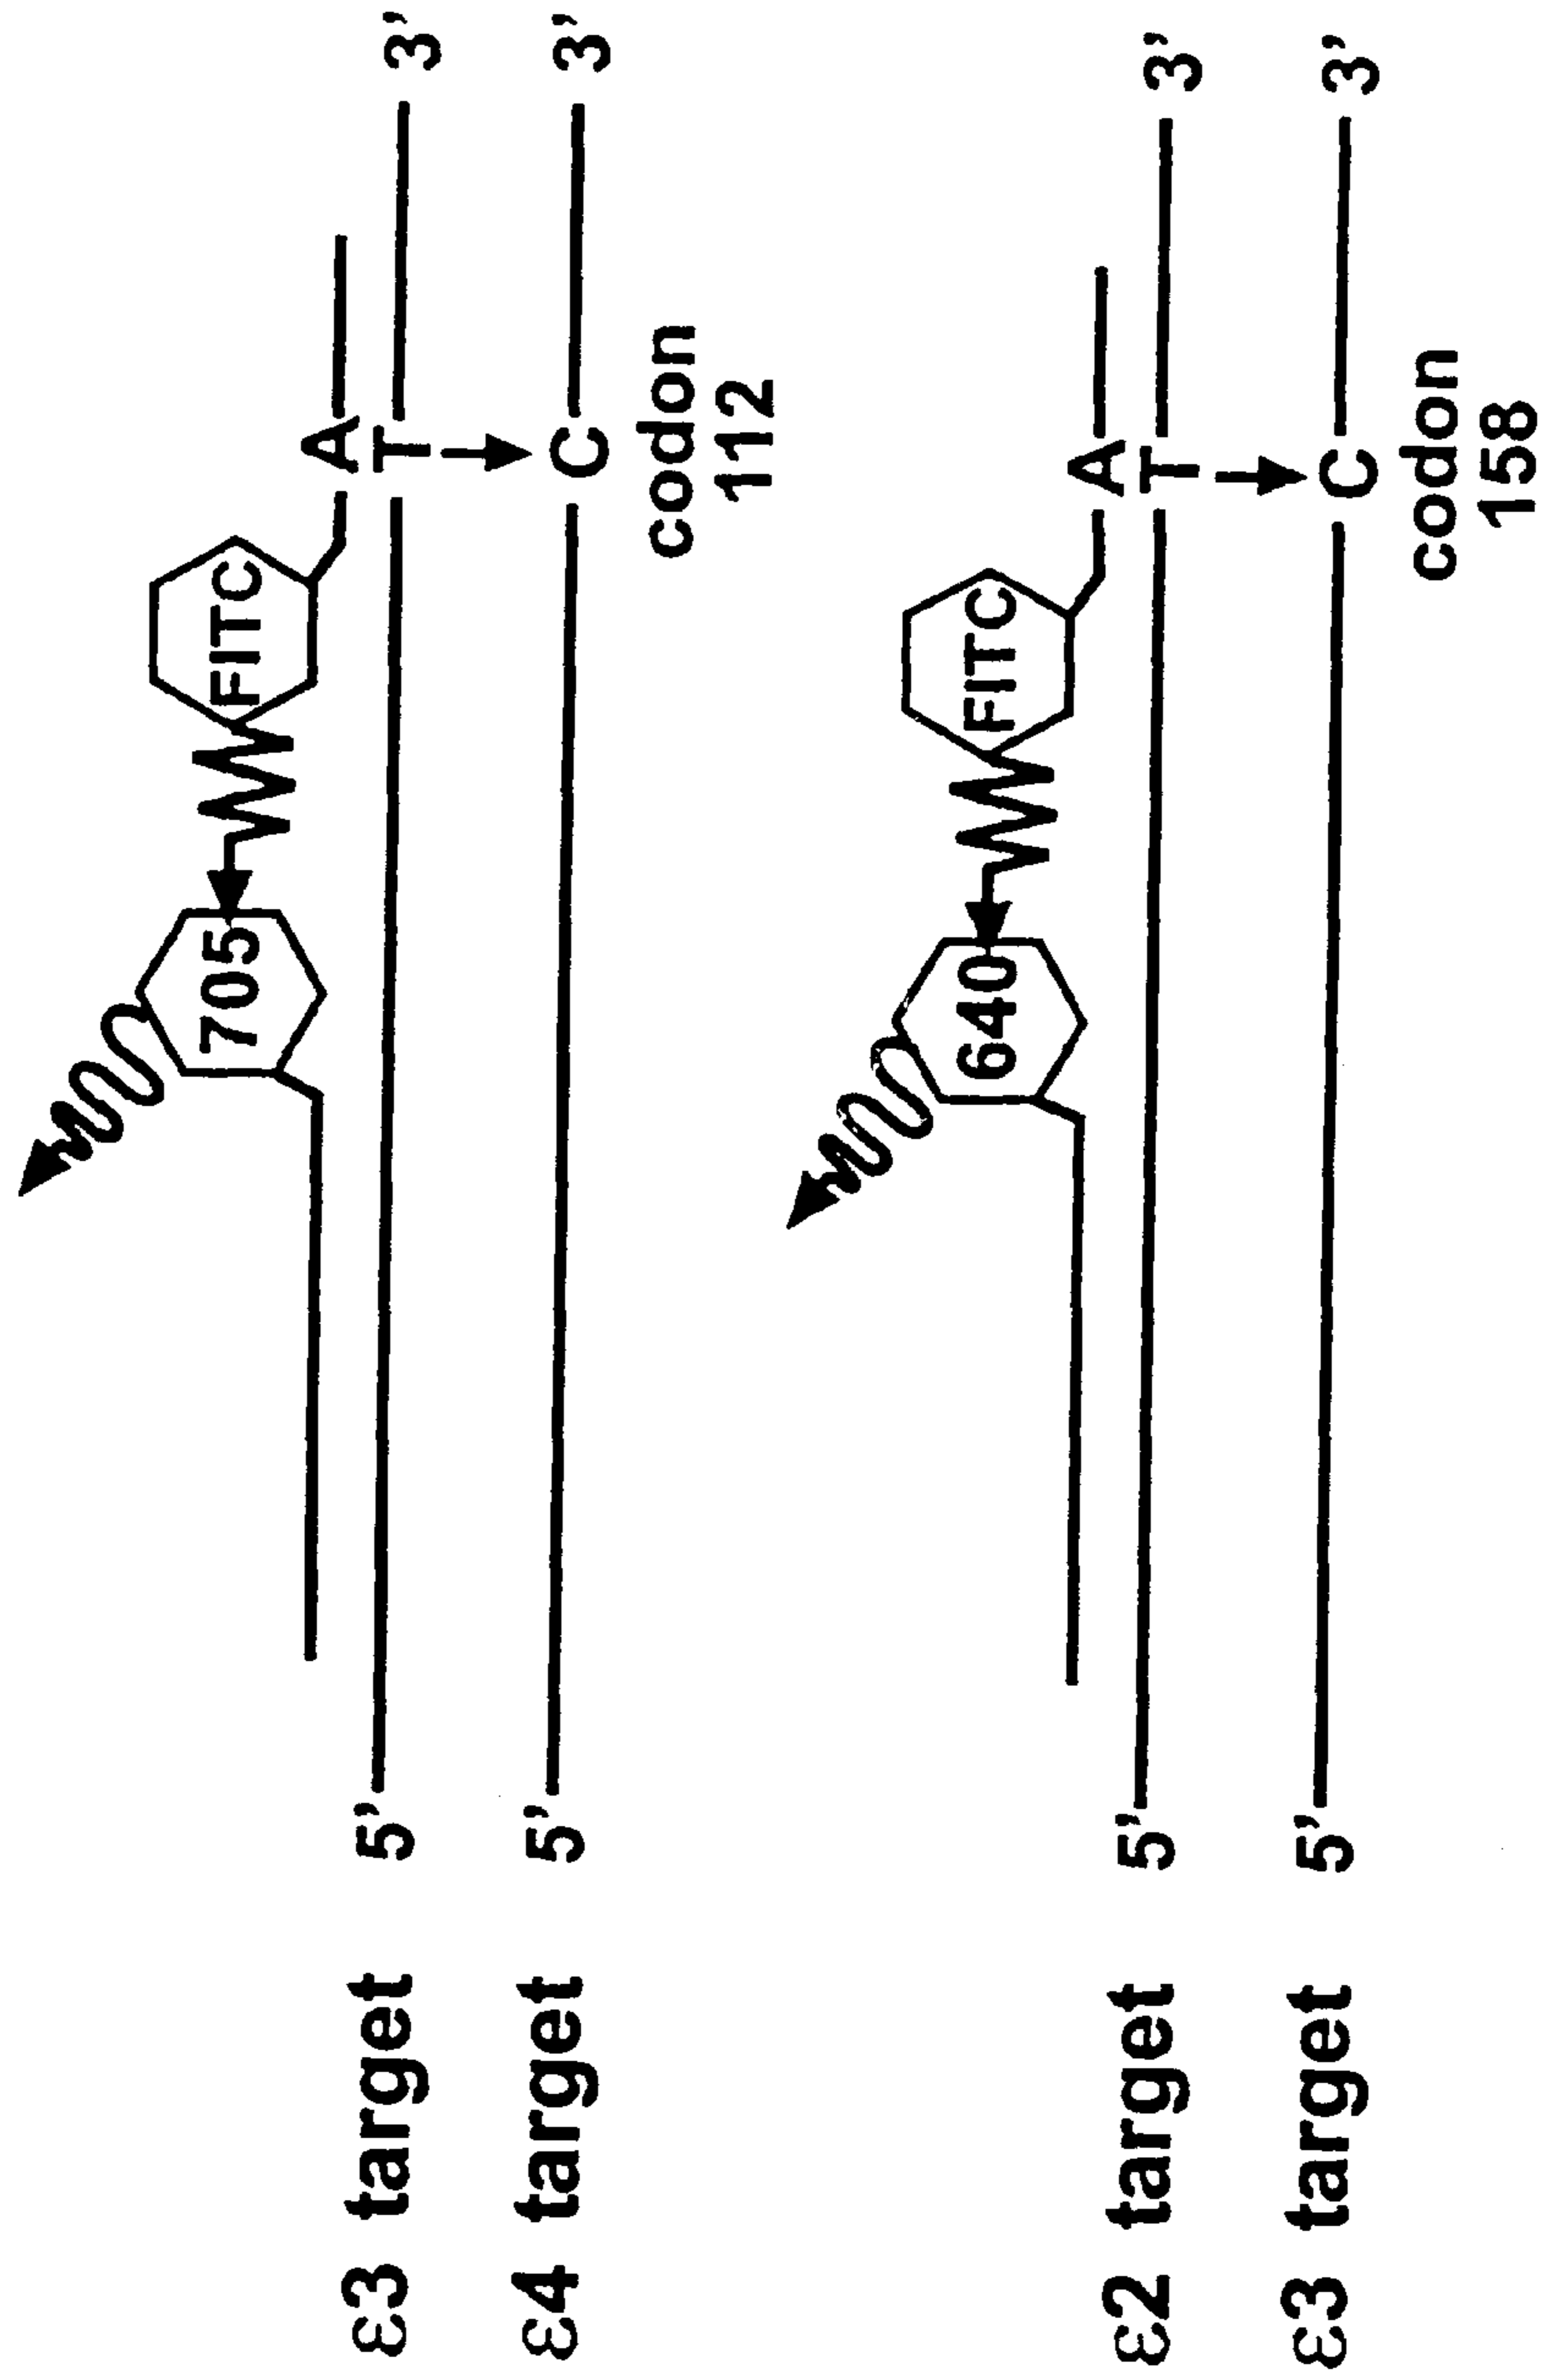 705 FITC
A
ε3 target 5' T 3'
ε4 target 5' C 3'
codon
112
640 FITC
A
ε2 target 5' T 3'
ε3 target 5' C 3'
codon
158